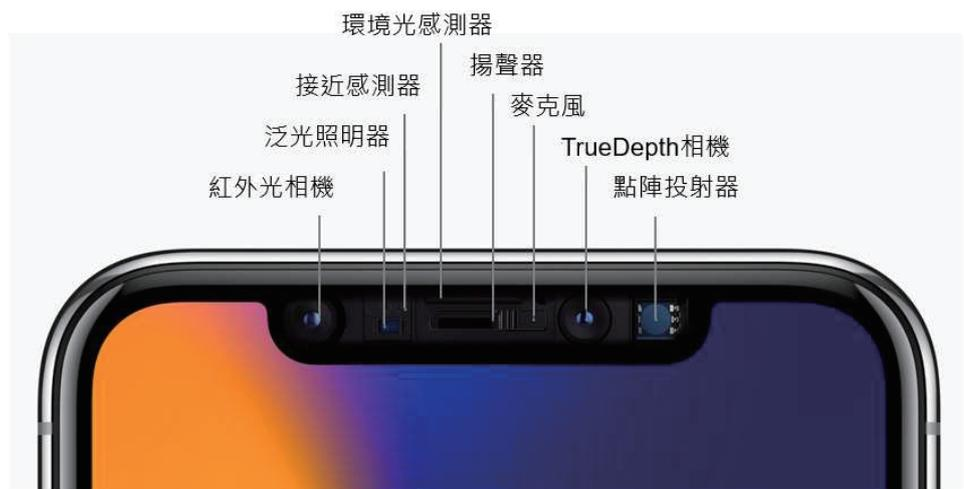 環境光感測器
揚聲器
接近感測器
麥克風
泛光照明器
TrueDepth相機
紅外光相機
點陣投射器